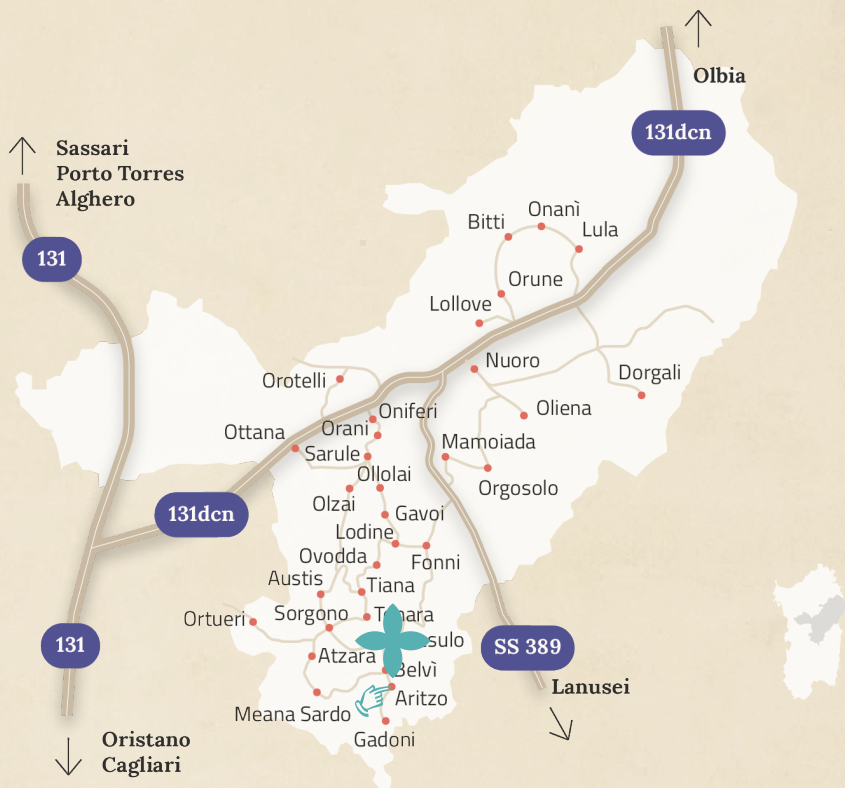 Olbia
131dcn
Sassari
Porto Torres
Alghero
131
Onanì
Bitti
Lula
Orune
Lollove
Nuoro
Dorgali
Orotelli
Oniferi
Oliena
Orani
Ottana
Mamoiada
Sarule
Ollolai
Orgosolo
Olzai
131dcn
Gavoi
Lodine
Ovodda
Fonni
Austis
Tiana
Sorgono
Ortueri
131
SS 389
Atzara
Belvì
Lanusei
Aritzo
Meana Sardo
Oristano
Gadoni
Cagliari